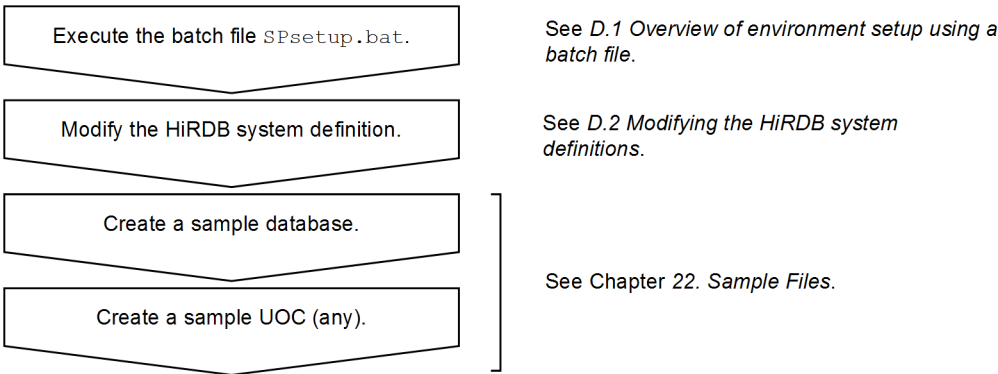 Execute the batch file SPsetup.bat.
See D.1 Overview of environment setup using a
batch file.
Modify the HiRDB system definition.
See D.2 Modifying the HiRDB system
definitions.
Create a sample database.
Create a sample UOC (any).
See Chapter 22. Sample Files.